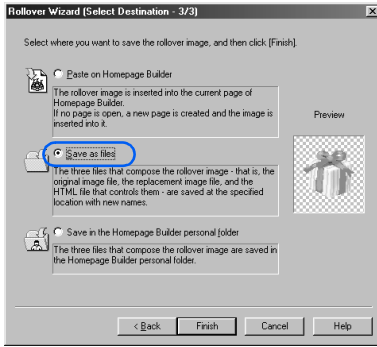 Rollover Wizard (Select Destination - 3/3)
Select where you want to save the rollover image, and then click [Finish].
Paste on Homepage Builder
The rollover image is inserted into the current page of
Homepage Builder.
If no page is open, a new page is created and the image is
inserted into it.
Preview
Save as files
The three files that compose the rollover image - that is, the
original image file, the replacement image file, and the
HTML file that controls them - are saved at the specified
location with new names.
Save in the Homepage Builder personal folder
The three files that compose the rollover image are saved in
the Homepage Builder personal folder.
< Back
Finish
Cancel
Help